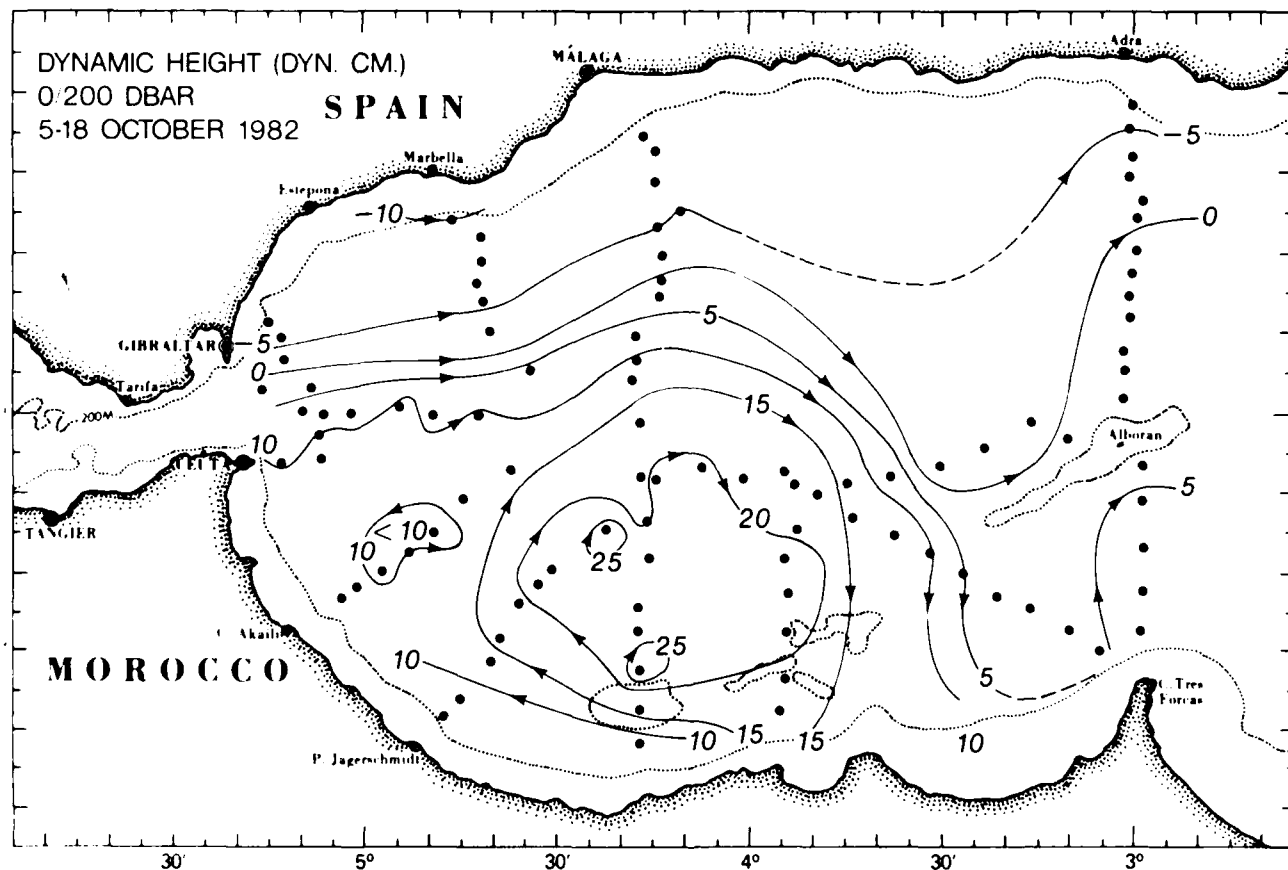 DYNAMIC HEIGHT (DYN. CM.)
0/200 DBAR
5-18 OCTOBER 1982
SPAIN
MÁLAGA
Adra
Marbella
Estepona
-10
-5
0
GIBRALTAR
-5
0
5
Tarifa
200M
10
CEUTA
15
Alboran
TANGIER
<10
10
20
25
5
C. Akaili
MOROCCO
10
25
5
C. Tres
Forcas
15
10
15
10
P. Jagerschmidt
30'
5°
30'
4°
30'
3°